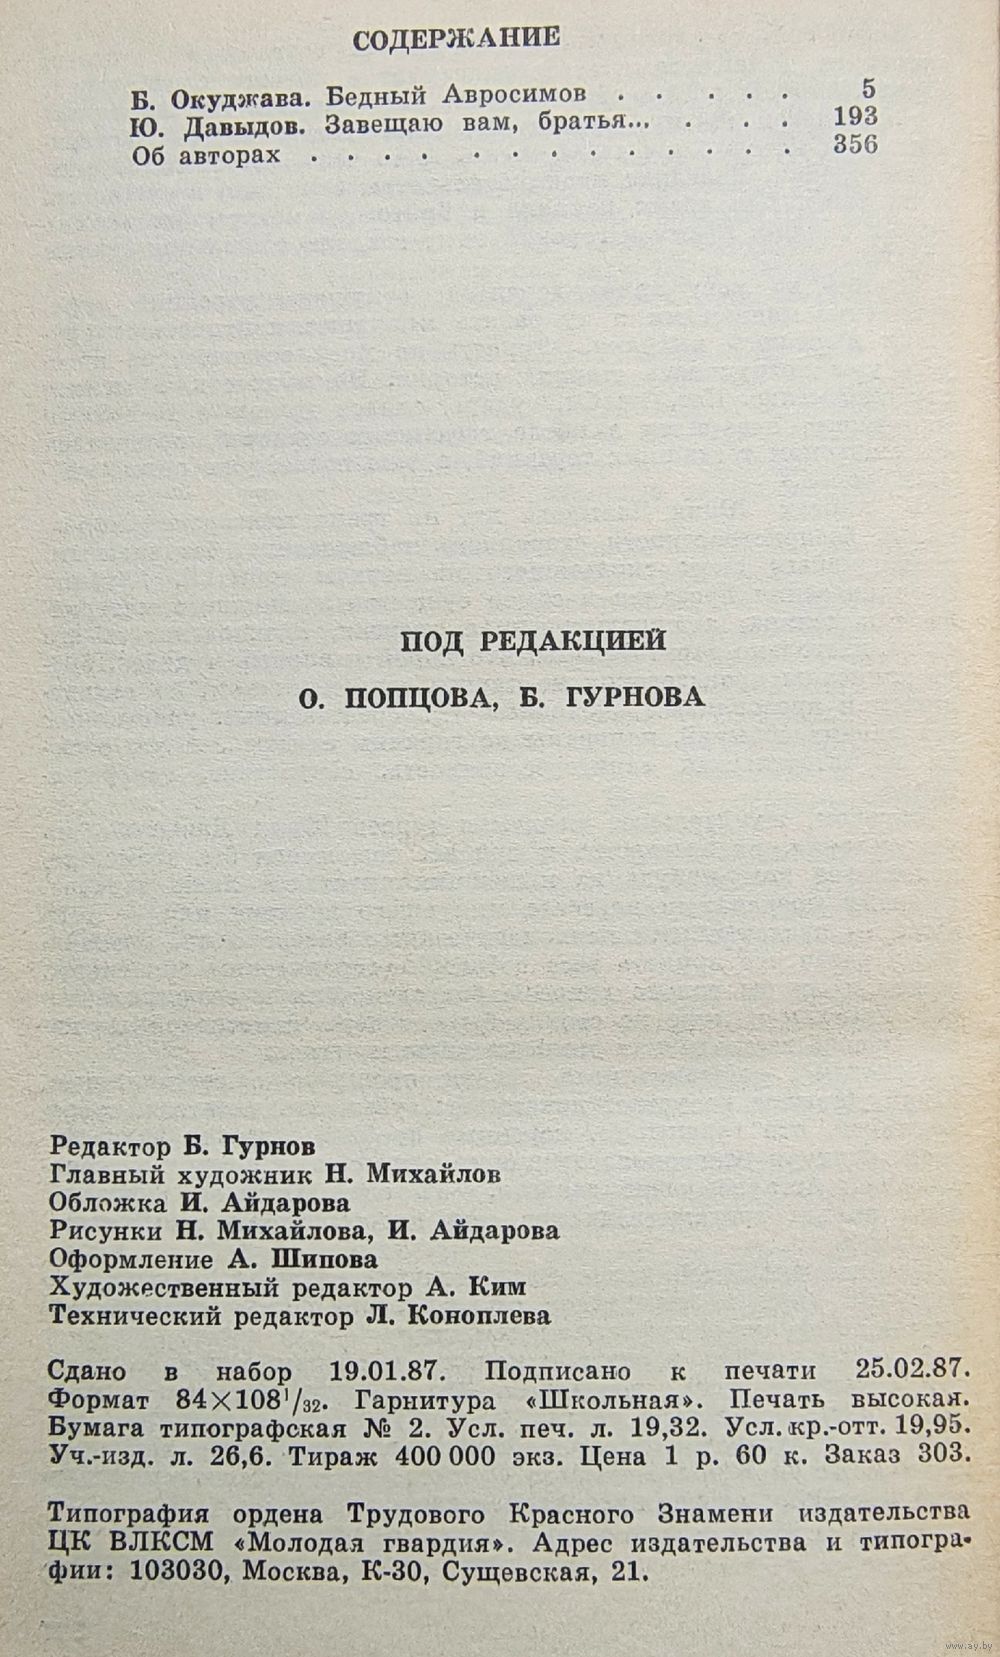 СОДЕРЖАНИЕ
Б. Окуджава. Бедный Авросимов . . . . . 5
Ю. Давыдов. Завещаю вам, братья... . . . 193
Об авторах . . . . . . . . . . . . . 356
ПОД РЕДАКЦИЕЙ
О. ПОПЦОВА, Б. ГУРНОВА
Редактор Б. Гурнов
Главный художник Н. Михайлов
Обложка И. Айдарова
Рисунки Н. Михайлова, И. Айдарова
Оформление А. Шипова
Художественный редактор А. Ким
Технический редактор Л. Коноплева
Сдано в набор 19.01.87. Подписано к печати 25.02.87.
Формат 84×108¹/₃₂. Гарнитура «Школьная». Печать высокая.
Бумага типографская № 2. Усл. печ. л. 19,32. Усл. кр.-отт. 19,95.
Уч.-изд. л. 26,6. Тираж 400 000 экз. Цена 1 р. 60 к. Заказ 303.
Типография ордена Трудового Красного Знамени издательства
ЦК ВЛКСМ «Молодая гвардия». Адрес издательства и типогра-
фии: 103030, Москва, К-30, Сущевская, 21.
www.ay.by